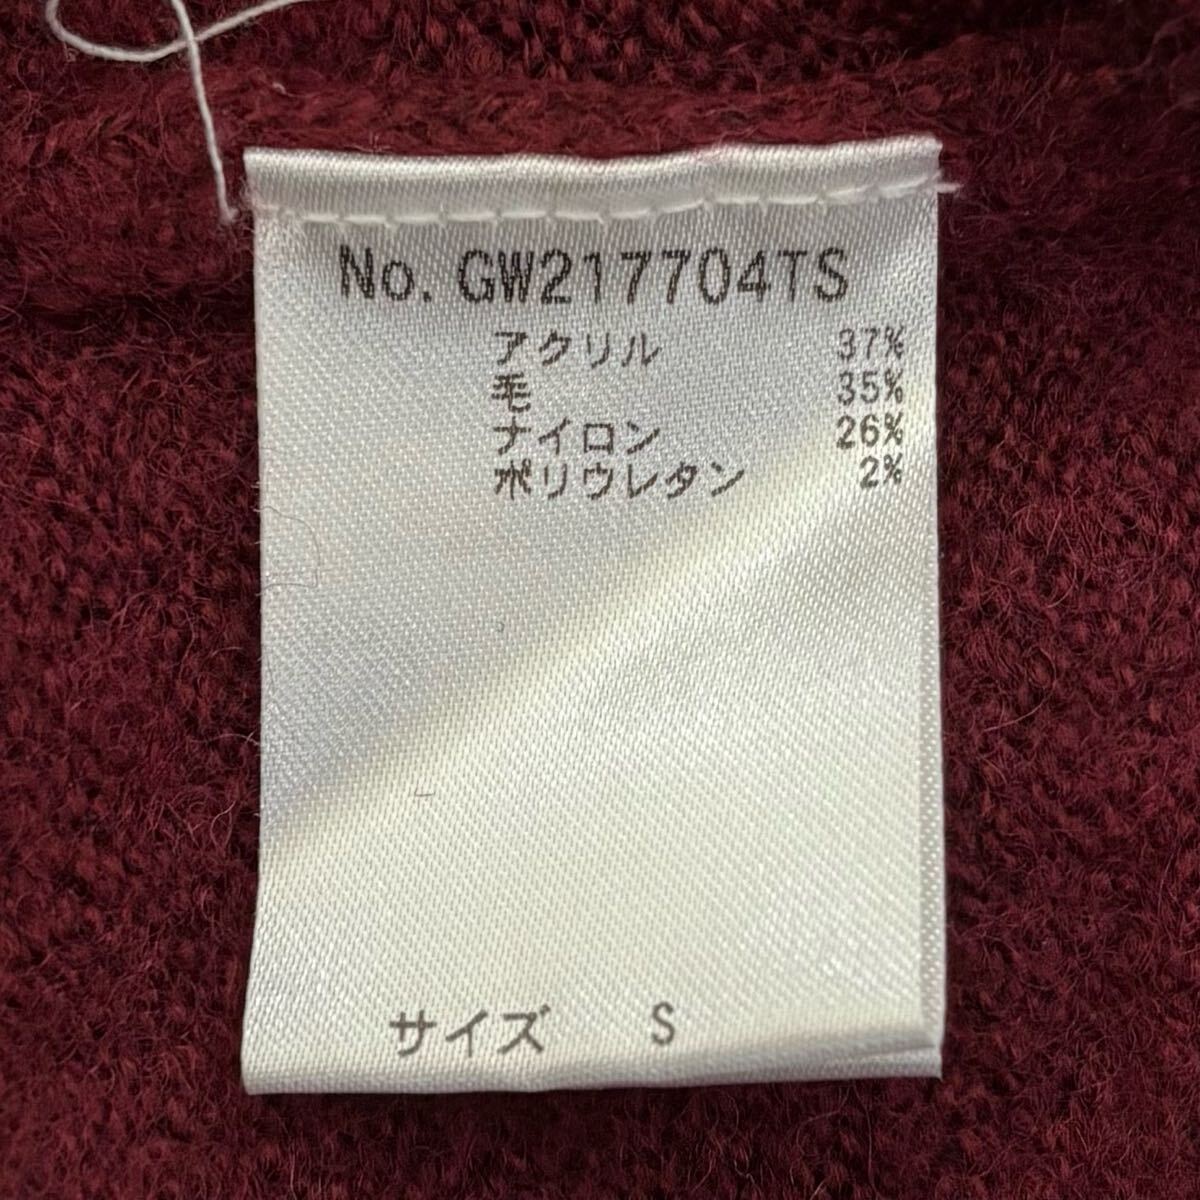 No. GW217704TS
アクリル 37%
毛 35%
ナイロン 26%
ポリウレタン 2%
サイズ S